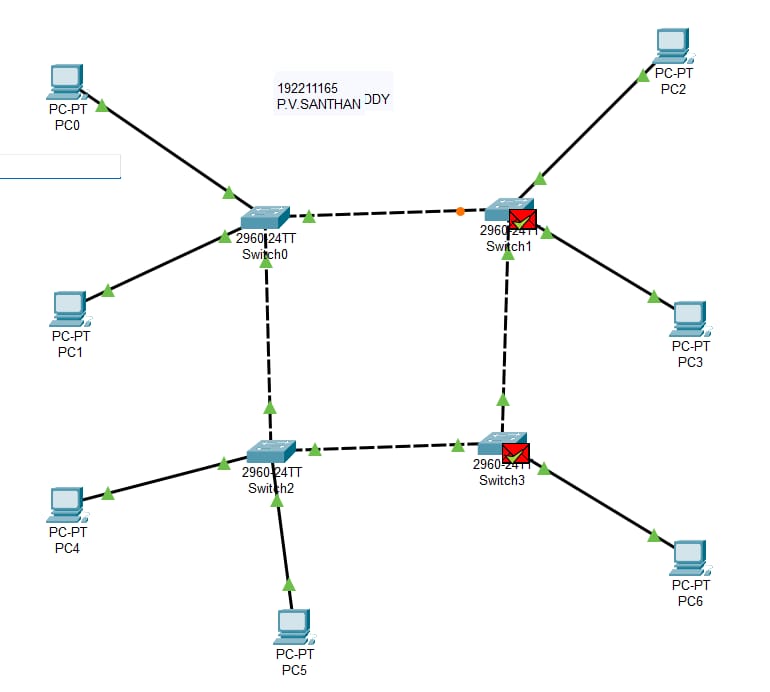 PC-PT
PC2
PC-PT
PC0
192211165
P.V.SANTHAN DDY
2960-24TT
Switch0
2960-24TT
Switch1
PC-PT
PC1
PC-PT
PC3
2960-24TT
Switch2
2960-24TT
Switch3
PC-PT
PC4
PC-PT
PC6
PC-PT
PC5